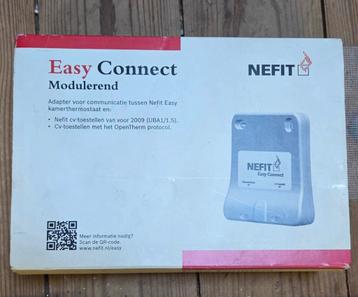 Easy Connect
Modulerend
NEFIT
Adapter voor communicatie tussen Nefit Easy
kamerthermostaat en:
• Nefit cv-toestellen van voor 2009 (UBA1/1.5).
• Cv-toestellen met het OpenTherm protocol.
NEFIT
Easy Connect
Meer informatie nodig?
Scan de QR-code.
www.nefit.nl/easy